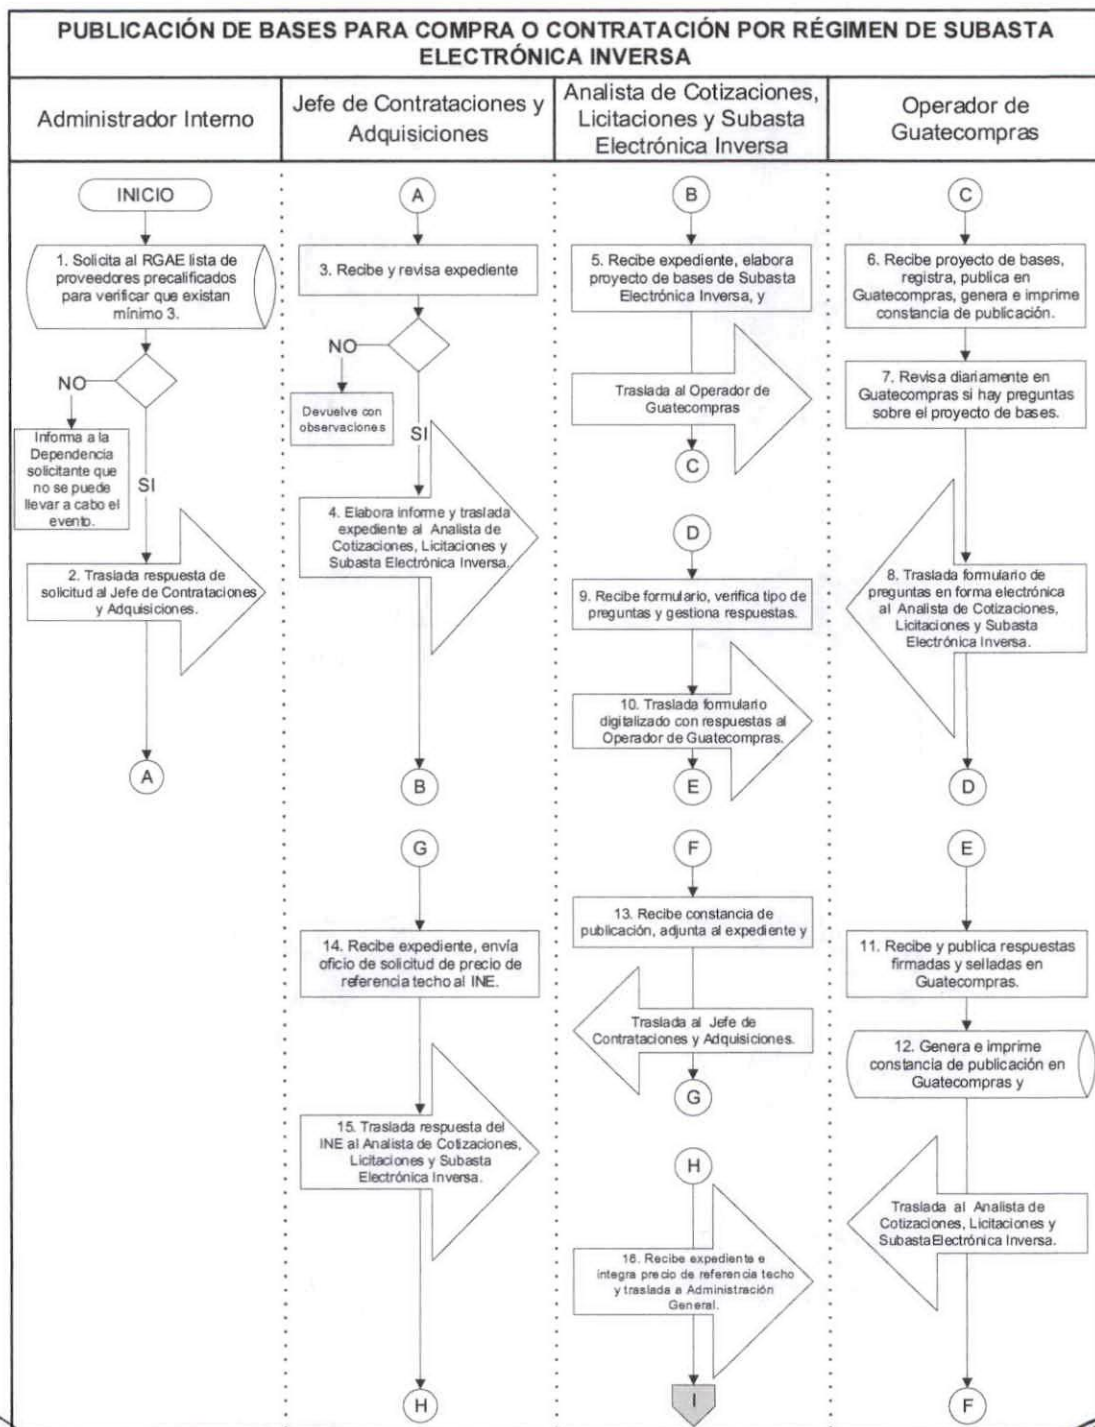 PUBLICACIÓN DE BASES PARA COMPRA O CONTRATACIÓN POR RÉGIMEN DE SUBASTA
ELECTRÓNICA INVERSA
Administrador Interno
Jefe de Contrataciones y
Adquisiciones
Analista de Cotizaciones,
Licitaciones y Subasta
Electrónica Inversa
Operador de
Guatecompras
INICIO
1. Solicita al RGAE lista de
proveedores precalificados
para verificar que existan
mínimo 3.
NO
Informa a la
Dependencia
solicitante que
no se puede
llevar a cabo el
evento.
SI
2. Traslada respuesta de
solicitud al Jefe de Contrataciones
y Adquisiciones.
A
A
3. Recibe y revisa expediente
NO
Devuelve con
observaciones
SI
4. Elabora informe y traslada
expediente al Analista de
Cotizaciones, Licitaciones y
Subasta Electrónica Inversa.
B
B
5. Recibe expediente, elabora
proyecto de bases de Subasta
Electrónica Inversa, y
Traslada al Operador de
Guatecompras
C
C
6. Recibe proyecto de bases,
registra, publica en
Guatecompras, genera e imprime
constancia de publicación.
7. Revisa diariamente en
Guatecompras si hay preguntas
sobre el proyecto de bases.
8. Traslada formulario de
preguntas en forma electrónica
al Analista de Cotizaciones,
Licitaciones y Subasta
Electrónica Inversa.
D
D
9. Recibe formulario, verifica tipo de
preguntas y gestiona respuestas.
10. Traslada formulario
digitalizado con respuestas al
Operador de Guatecompras.
E
E
11. Recibe y publica respuestas
firmadas y selladas en
Guatecompras.
12. Genera e imprime
constancia de publicación en
Guatecompras y
Traslada al Analista de
Cotizaciones, Licitaciones y
SubastaElectrónica Inversa.
F
F
13. Recibe constancia de
publicación, adjunta al expediente y
Traslada al Jefe de
Contrataciones y Adquisiciones.
G
G
14. Recibe expediente, envía
oficio de solicitud de precio de
referencia techo al INE.
15. Traslada respuesta del
INE al Analista de Cotizaciones,
Licitaciones y Subasta
Electrónica Inversa.
H
H
16. Recibe expediente e
integra precio de referencia techo
y traslada a Administración
General.
I